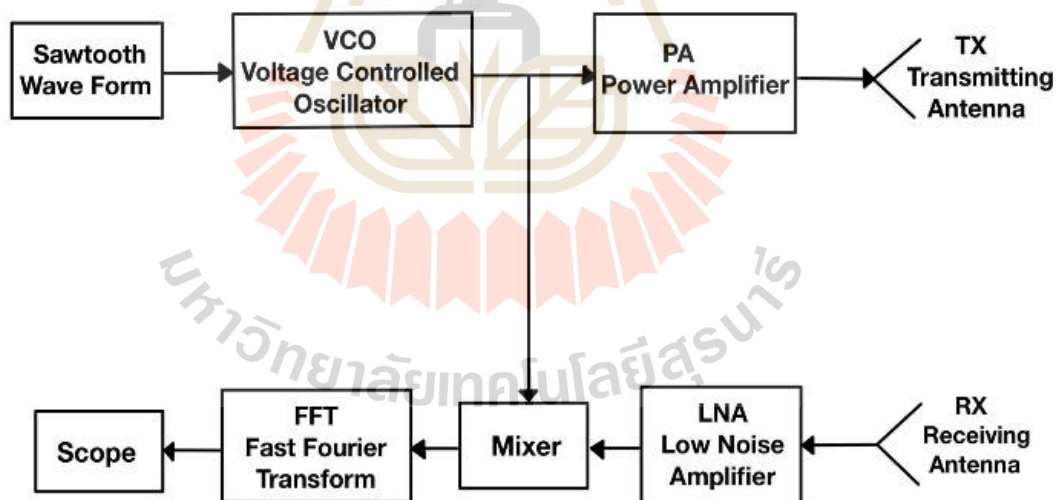 Sawtooth
Wave Form
VCO
Voltage Controlled
Oscillator
PA
Power Amplifier
TX
Transmitting
Antenna
มหาวิทยาลัยเทคโนโลยีสุรนารี
Scope
FFT
Fast Fourier
Transform
Mixer
LNA
Low Noise
Amplifier
RX
Receiving
Antenna